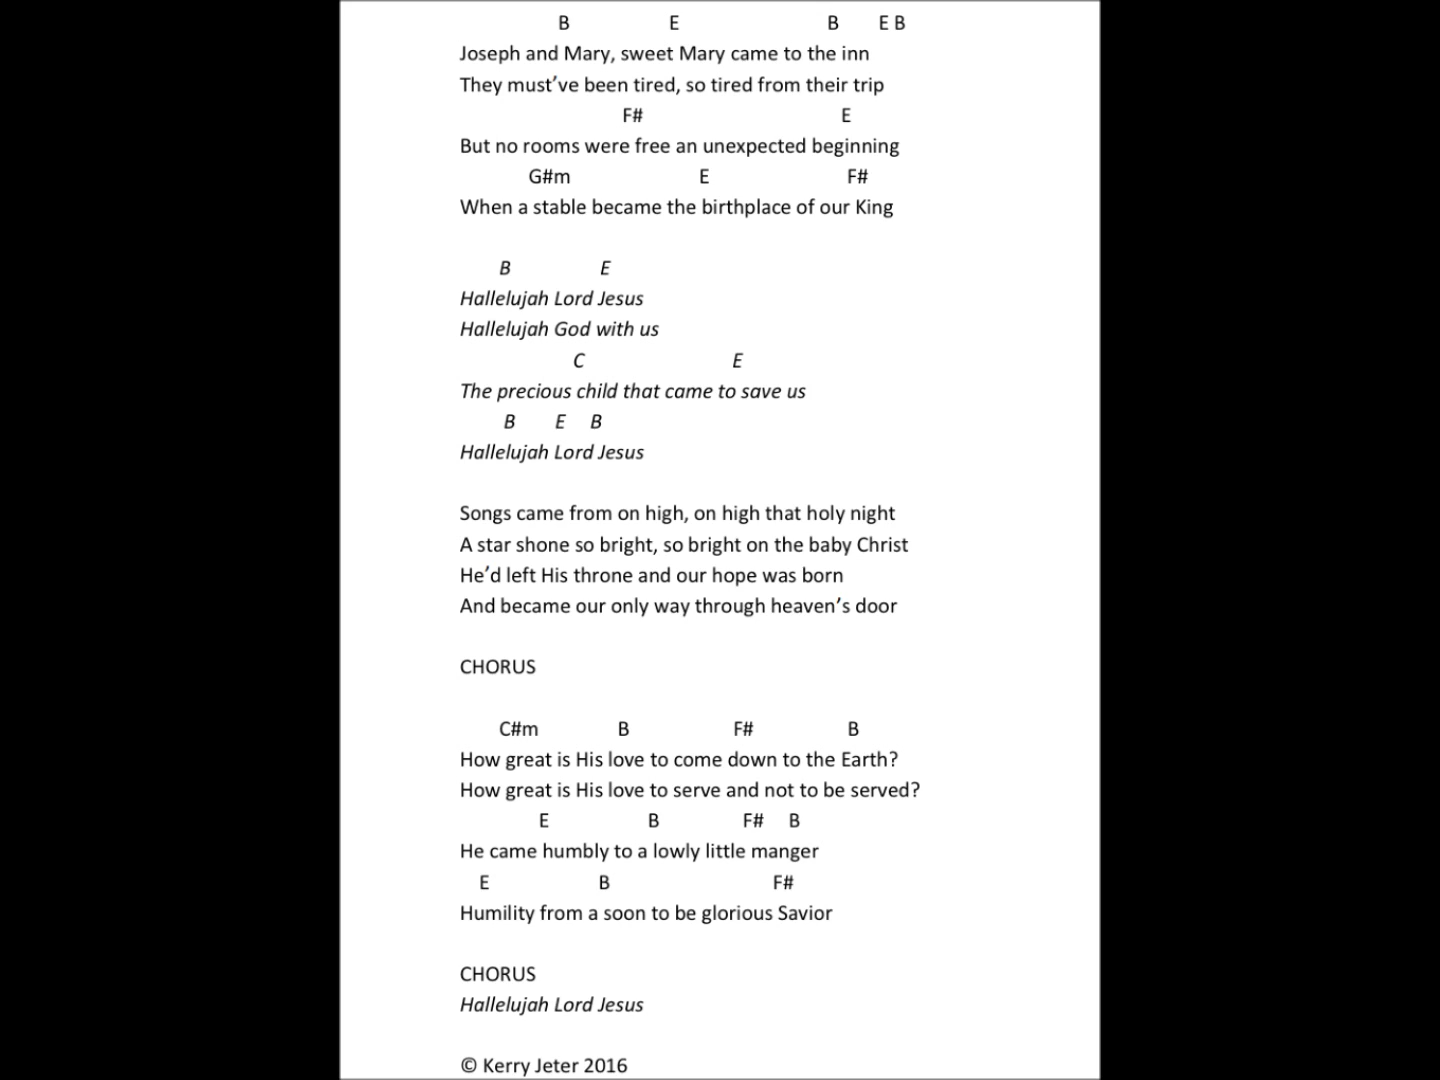 B E B E B
Joseph and Mary, sweet Mary came to the inn
They must’ve been tired, so tired from their trip
F# E
But no rooms were free an unexpected beginning
G#m E F#
When a stable became the birthplace of our King
B E
Hallelujah Lord Jesus
Hallelujah God with us
C E
The precious child that came to save us
B E B
Hallelujah Lord Jesus
Songs came from on high, on high that holy night
A star shone so bright, so bright on the baby Christ
He’d left His throne and our hope was born
And became our only way through heaven’s door
CHORUS
C#m B F# B
How great is His love to come down to the Earth?
How great is His love to serve and not to be served?
E B F# B
He came humbly to a lowly little manger
E B F#
Humility from a soon to be glorious Savior
CHORUS
Hallelujah Lord Jesus
© Kerry Jeter 2016